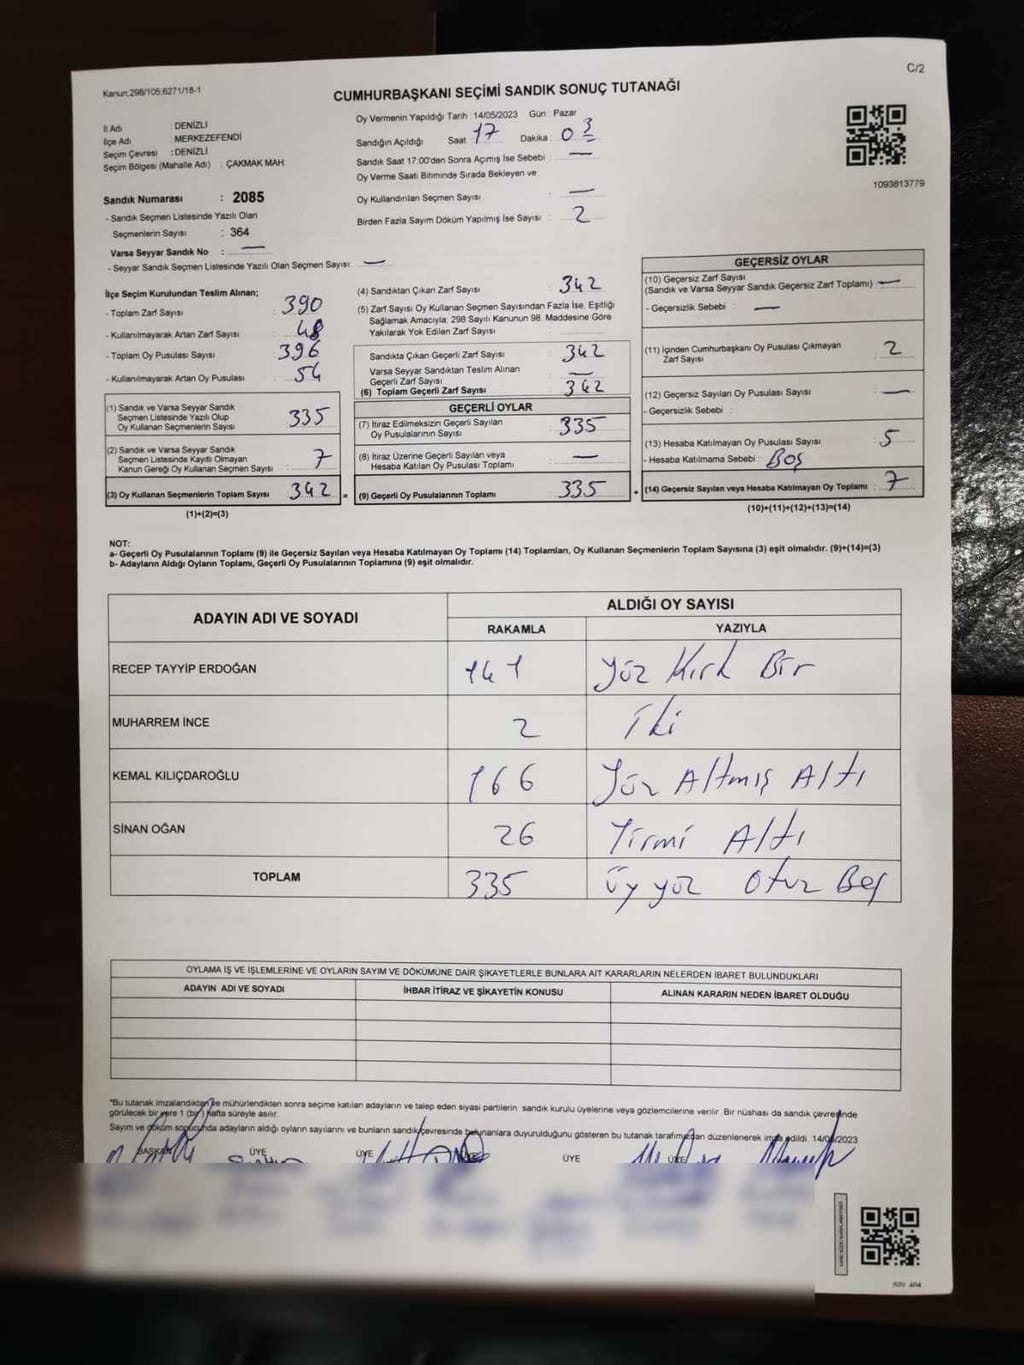 C/2
Kanun:298/105;6271/18-1
CUMHURBAŞKANI SEÇİMİ SANDIK SONUÇ TUTANAĞI
İl Adı : DENİZLİ
İlçe Adı : MERKEZEFENDİ
Seçim Çevresi : DENİZLİ
Seçim Bölgesi (Mahalle Adı) : ÇAKMAK MAH.
Sandık Numarası : 2085
- Sandık Seçmen Listesinde Yazılı Olan
Seçmenlerin Sayısı : 364
Varsa Seyyar Sandık No : —
- Seyyar Sandık Seçmen Listesinde Yazılı Olan Seçmen Sayısı: —
Oy Vermenin Yapıldığı Tarih : 14/05/2023 Gün : Pazar
Sandığın Açıldığı Saat : 17 Dakika : 03
Sandık Saat 17:00'den Sonra Açımış İse Sebebi : —
Oy Verme Saati Bitiminde Sırada Bekleyen ve
Oy Kullandırılan Seçmen Sayısı : —
Birden Fazla Sayım Döküm Yapılmış İse Sayısı : 2
1093813779
İlçe Seçim Kurulundan Teslim Alınan;
- Toplam Zarf Sayısı : 390
- Kullanılmayarak Artan Zarf Sayısı : 48
- Toplam Oy Pusulası Sayısı : 396
- Kullanılmayarak Artan Oy Pusulası : 54
(1) Sandık ve Varsa Seyyar Sandık
Seçmen Listesinde Yazılı Olup
Oy Kullanan Seçmenlerin Sayısı : 335
(2) Sandık ve Varsa Seyyar Sandık
Seçmen Listesinde Kayıtlı Olmayan
Kanun Gereği Oy Kullanan Seçmen Sayısı : 7
(3) Oy Kullanan Seçmenlerin Toplam Sayısı : 342 =
(1)+(2)=(3)
(4) Sandıktan Çıkan Zarf Sayısı : 342
(5) Zarf Sayısı Oy Kullanan Seçmen Sayısından Fazla İse, Eşitliği
Sağlamak Amacıyla; 298 Sayılı Kanunun 98. Maddesine Göre
Yakılarak Yok Edilen Zarf Sayısı :
Sandıkta Çıkan Geçerli Zarf Sayısı : 342
Varsa Seyyar Sandıktan Teslim Alınan
Geçerli Zarf Sayısı : —
(6) Toplam Geçerli Zarf Sayısı : 342
GEÇERLİ OYLAR
(7) İtiraz Edilmeksizin Geçerli Sayılan
Oy Pusulalarının Sayısı : 335
(8) İtiraz Üzerine Geçerli Sayılan veya
Hesaba Katılan Oy Pusulası Toplamı : —
(9) Geçerli Oy Pusulalarının Toplamı : 335 +
GEÇERSİZ OYLAR
(10) Geçersiz Zarf Sayısı
(Sandık ve Varsa Seyyar Sandık Geçersiz Zarf Toplamı) : —
- Geçersizlik Sebebi : —
(11) İçinden Cumhurbaşkanı Oy Pusulası Çıkmayan
Zarf Sayısı : 2
(12) Geçersiz Sayılan Oy Pusulası Sayısı : —
- Geçersizlik Sebebi :
(13) Hesaba Katılmayan Oy Pusulası Sayısı : 5
- Hesaba Katılmama Sebebi : Boş
(14) Geçersiz Sayılan veya Hesaba Katılmayan Oy Toplamı : 7
(10)+(11)+(12)+(13)=(14)
NOT:
a- Geçerli Oy Pusulalarının Toplamı (9) ile Geçersiz Sayılan veya Hesaba Katılmayan Oy Toplamı (14) Toplamları, Oy Kullanan Seçmenlerin Toplam Sayısına (3) eşit olmalıdır. (9)+(14)=(3)
b- Adayların Aldığı Oyların Toplamı, Geçerli Oy Pusulalarının Toplamına (9) eşit olmalıdır.
ADAYIN ADI VE SOYADI ALDIĞI OY SAYISI
RAKAMLA YAZIYLA
RECEP TAYYİP ERDOĞAN 141 Yüz Kırk Bir
MUHARREM İNCE 2 İki
KEMAL KILIÇDAROĞLU 166 Yüz Altmış Altı
SİNAN OĞAN 26 Yirmi Altı
TOPLAM 335 Üç yüz Otuz Beş
OYLAMA İŞ VE İŞLEMLERİNE VE OYLARIN SAYIM VE DÖKÜMÜNE DAİR ŞİKAYETLERLE BUNLARA AİT KARARLARIN NELERDEN İBARET BULUNDUKLARI
ADAYIN ADI VE SOYADI İHBAR İTİRAZ VE ŞİKAYETİN KONUSU ALINAN KARARIN NEDEN İBARET OLDUĞU
*Bu tutanak imzalandıktan ve mühürlendikten sonra seçime katılan adayların ve talep eden siyasi partilerin sandık kurulu üyelerine veya gözlemcilerine verilir. Bir nüshası da sandık çevresinde
görülecek bir yere 1 (bir) hafta süreyle asılır.
Sayım ve döküm sonucunda adayların aldığı oyların sayılarını ve bunların sandık çevresinde bulunanlara duyurulduğunu gösteren bu tutanak tarafımızdan düzenlenerek imza edildi. 14/05/2023
BAŞKAN ÜYE ÜYE ÜYE ÜYE